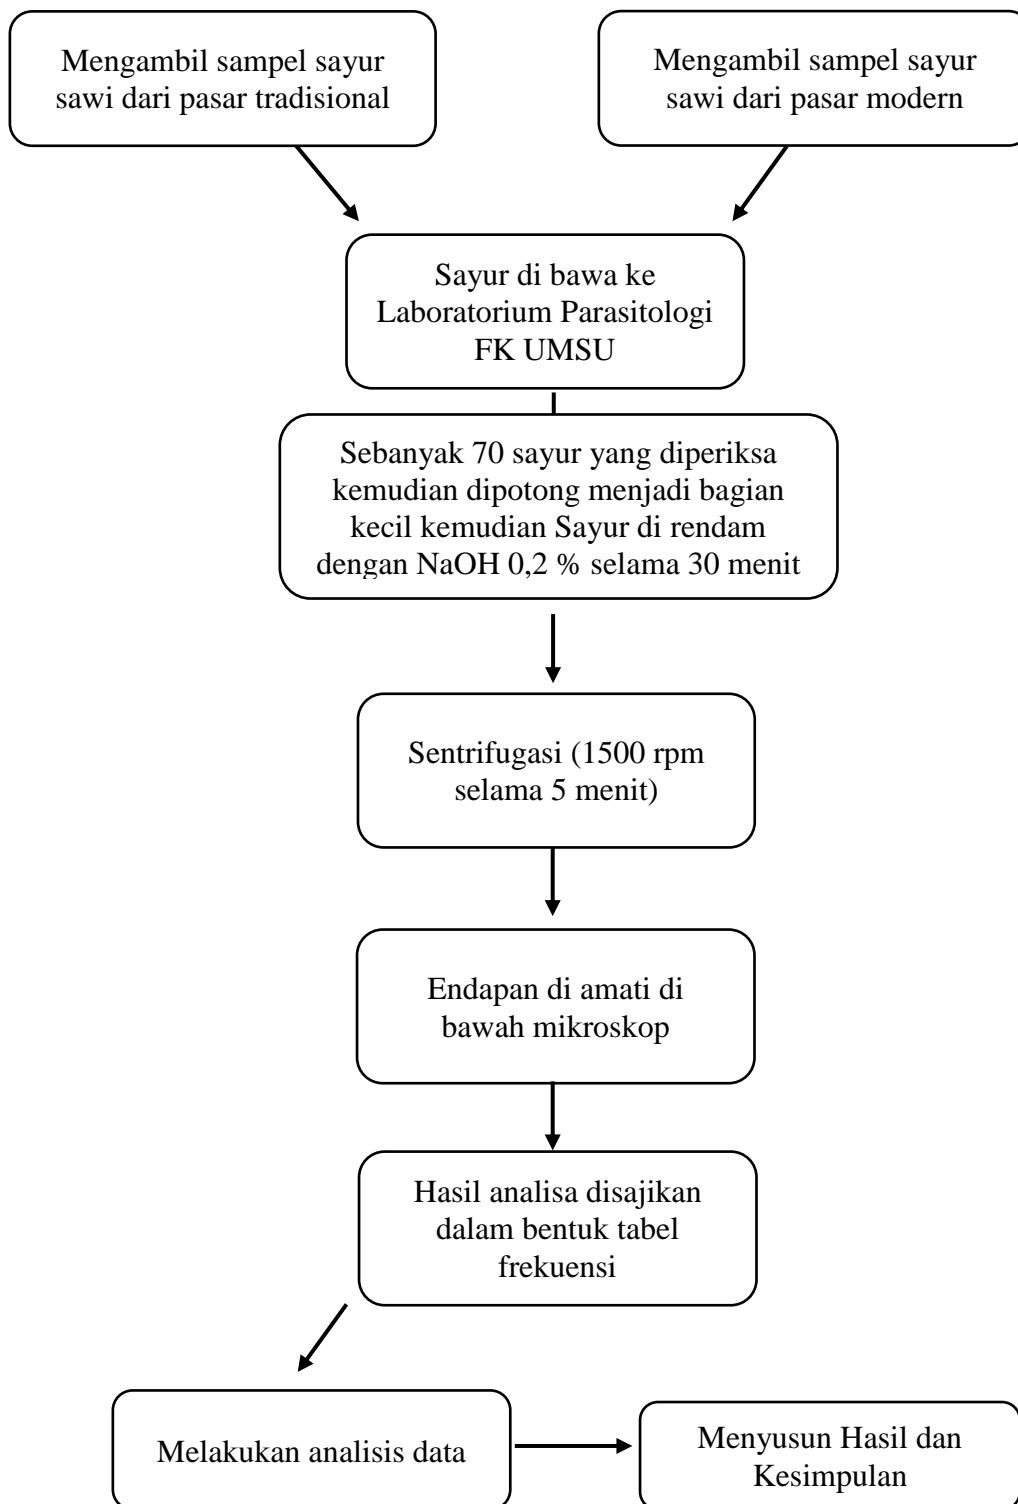 Mengambil sampel sayur
sawi dari pasar tradisional
Mengambil sampel sayur
sawi dari pasar modern
Sayur di bawa ke
Laboratorium Parasitologi
FK UMSU
Sebanyak 70 sayur yang diperiksa
kemudian dipotong menjadi bagian
kecil kemudian Sayur di rendam
dengan NaOH 0,2 % selama 30 menit
Sentrifugasi (1500 rpm
selama 5 menit)
Endapan di amati di
bawah mikroskop
Hasil analisa disajikan
dalam bentuk tabel
frekuensi
Melakukan analisis data
Menyusun Hasil dan
Kesimpulan